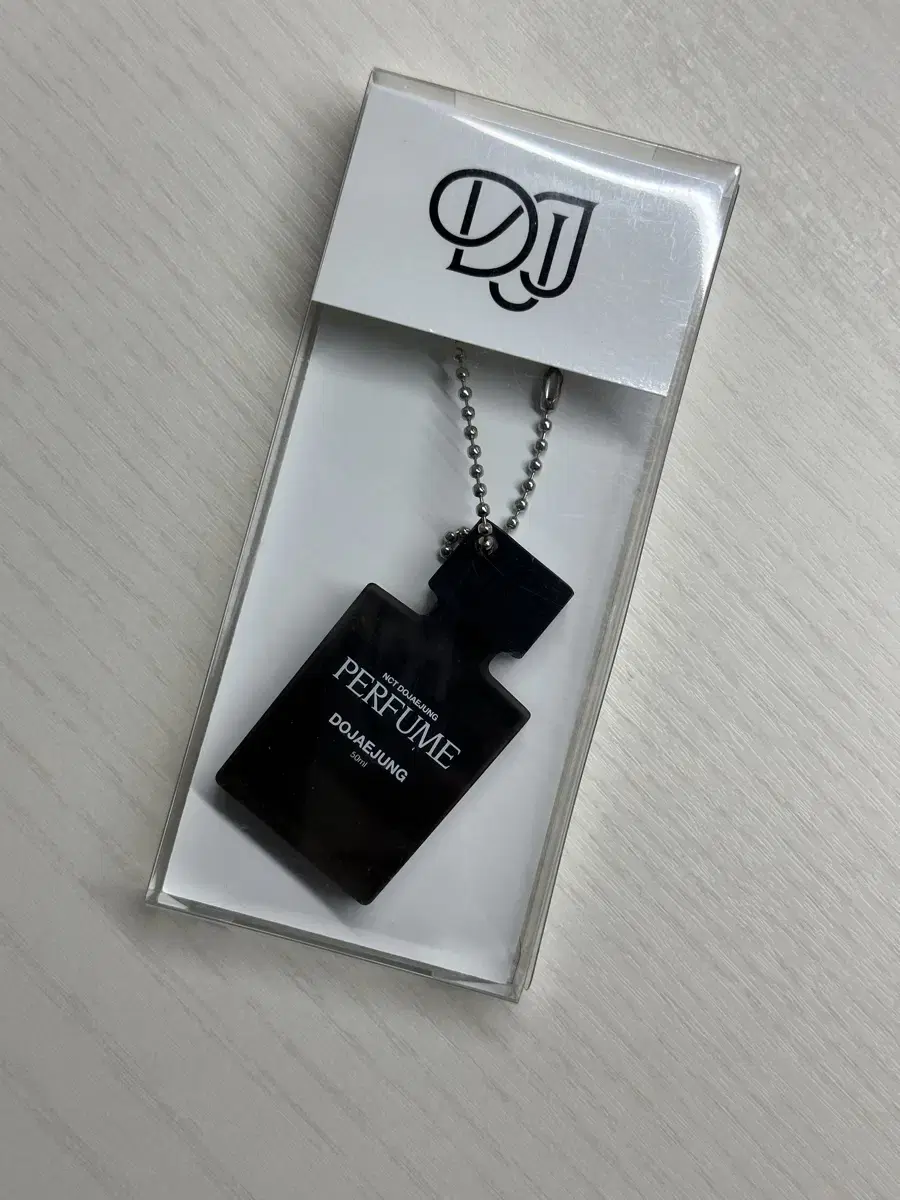 DJJ
NCT DOJAEJUNG
PERFUME
DOJAEJUNG
50ml